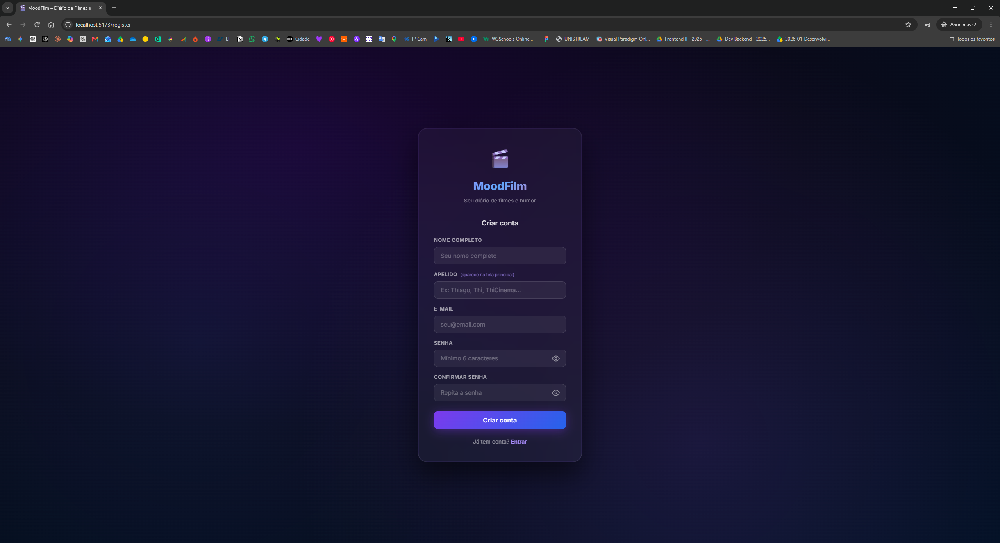 MoodFilm – Diário de Filmes e
localhost:5173/register
Anônimas (2)
EF
Cidade
IP Cam
W3Schools Online...
UNISTREAM
Visual Paradigm Onl...
Frontend II - 2025-T...
Dev Backend - 2025...
2026-01-Desenvolvi...
Todos os favoritos
MoodFilm
Seu diário de filmes e humor
Criar conta
NOME COMPLETO
Seu nome completo
APELIDO (aparece na tela principal)
Ex: Thiago, Thi, ThiCinema...
E-MAIL
seu@email.com
SENHA
Mínimo 6 caracteres
CONFIRMAR SENHA
Repita a senha
Criar conta
Já tem conta? Entrar